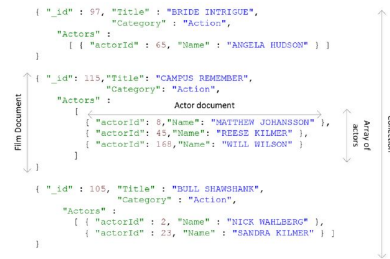 { "_id" : 97, "Title" : "BRIDE INTRIGUE",
"Category" : "Action",
"Actors" :
[ { "actorId" : 65, "Name" : "ANGELA HUDSON" } ]
}
{ "_id": 115,"Title" : "CAMPUS REMEMBER",
"Category": "Action",
"Actors" :
[
Actor document
{ "actorId": 8,"Name" : "MATTHEW JOHANSSON" },
{ "actorId": 45,"Name" : "REESE KILMER" },
{ "actorId": 168,"Name" : "WILL WILSON" }
]
}
Film Document
Array of
actors
{ "_id" : 105, "Title" : "BULL SHAWSHANK",
"Category" : "Action",
"Actors" :
[ { "actorId" : 2, "Name" : "NICK WAHLBERG" },
{ "actorId" : 23, "Name" : "SANDRA KILMER" } ]
}